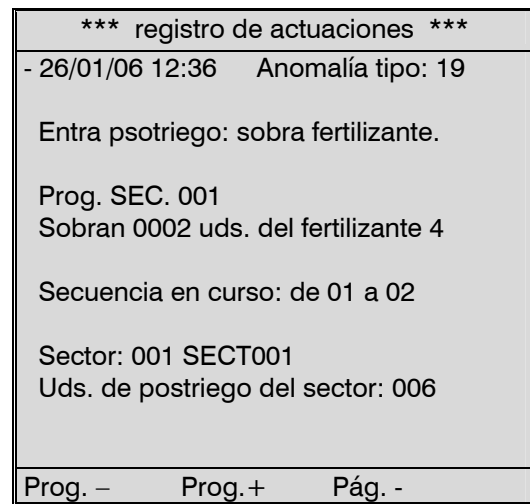 *** registro de actuaciones ***
- 26/01/06 12:36 Anomalía tipo: 19
Entra psotriego: sobra fertilizante.
Prog. SEC. 001
Sobran 0002 uds. del fertilizante 4
Secuencia en curso: de 01 a 02
Sector: 001 SECT001
Uds. de postriego del sector: 006
Prog. – Prog.+ Pág. -